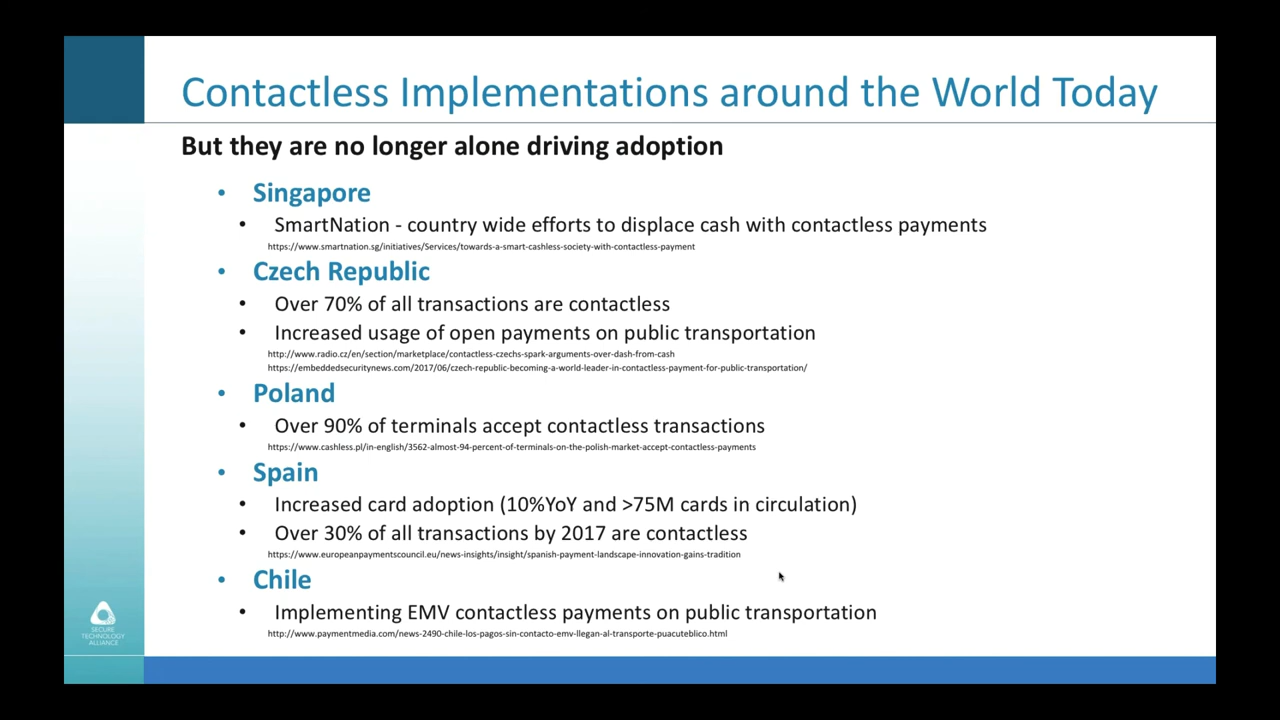 Contactless Implementations around the World Today
But they are no longer alone driving adoption
• Singapore
• SmartNation - country wide efforts to displace cash with contactless payments
https://www.smartnation.sg/initiatives/Services/towards-a-smart-cashless-society-with-contactless-payment
• Czech Republic
• Over 70% of all transactions are contactless
• Increased usage of open payments on public transportation
http://www.radio.cz/en/section/marketplace/contactless-czechs-spark-arguments-over-dash-from-cash
https://embeddedsecuritynews.com/2017/06/czech-republic-becoming-a-world-leader-in-contactless-payment-for-public-transportation/
• Poland
• Over 90% of terminals accept contactless transactions
https://www.cashless.pl/in-english/3562-almost-94-percent-of-terminals-on-the-polish-market-accept-contactless-payments
• Spain
• Increased card adoption (10%YoY and >75M cards in circulation)
• Over 30% of all transactions by 2017 are contactless
https://www.europeanpaymentscouncil.eu/news-insights/insight/spanish-payment-landscape-innovation-gains-tradition
• Chile
• Implementing EMV contactless payments on public transportation
http://www.paymentmedia.com/news-2490-chile-los-pagos-sin-contacto-emv-llegan-al-transporte-puacuteblico.html
SECURE
TECHNOLOGY
ALLIANCE